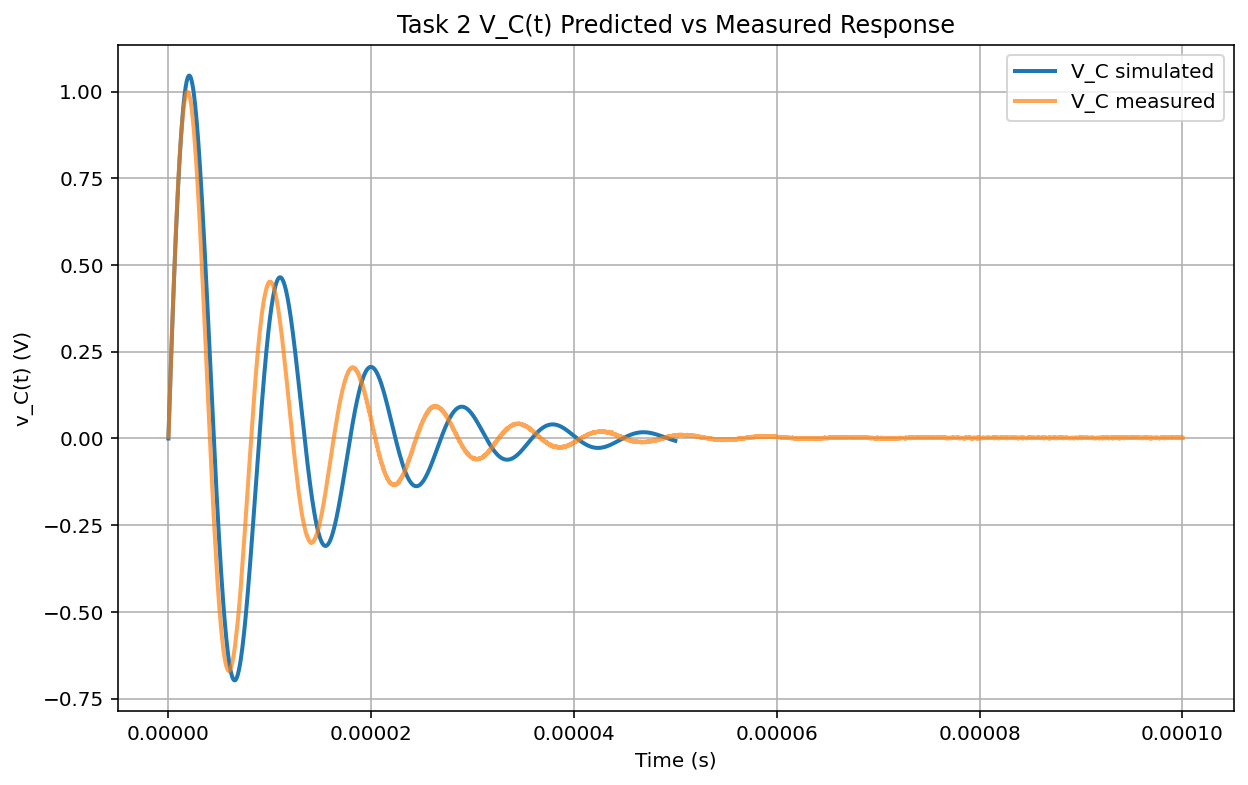 Task 2 V_C(t) Predicted vs Measured Response
V_C simulated
V_C measured
1.00
0.75
0.50
0.25
0.00
−0.25
−0.50
−0.75
v_C(t) (V)
0.00000 0.00002 0.00004 0.00006 0.00008 0.00010
Time (s)